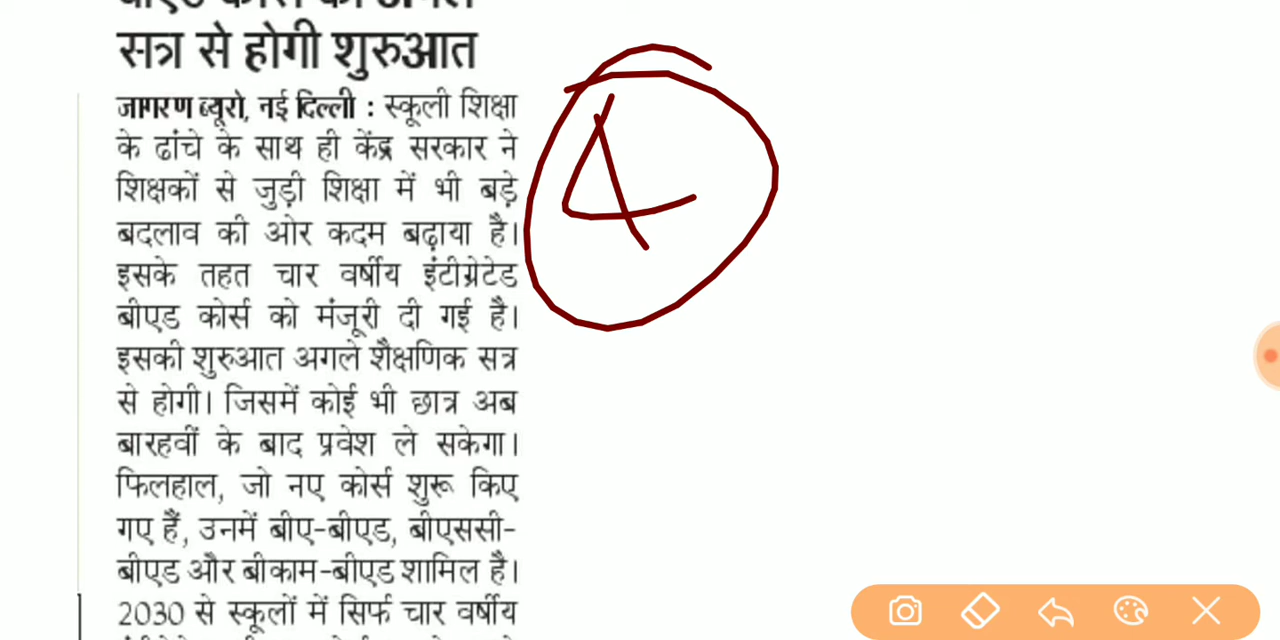 सत्र से होगी शुरुआत
जागरण ब्यूरो, नई दिल्ली : स्कूली शिक्षा
के ढांचे के साथ ही केंद्र सरकार ने
शिक्षकों से जुड़ी शिक्षा में भी बड़े
बदलाव की ओर कदम बढ़ाया है।
इसके तहत चार वर्षीय इंटीग्रेटेड
बीएड कोर्स को मंजूरी दी गई है।
इसकी शुरुआत अगले शैक्षणिक सत्र
से होगी। जिसमें कोई भी छात्र अब
बारहवीं के बाद प्रवेश ले सकेगा।
फिलहाल, जो नए कोर्स शुरू किए
गए हैं, उनमें बीए-बीएड, बीएससी-
बीएड और बीकाम-बीएड शामिल है।
2030 से स्कूलों में सिर्फ चार वर्षीय
4